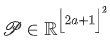 𝒫 ∈ ℝ^{⌊2a+1⌋^2}